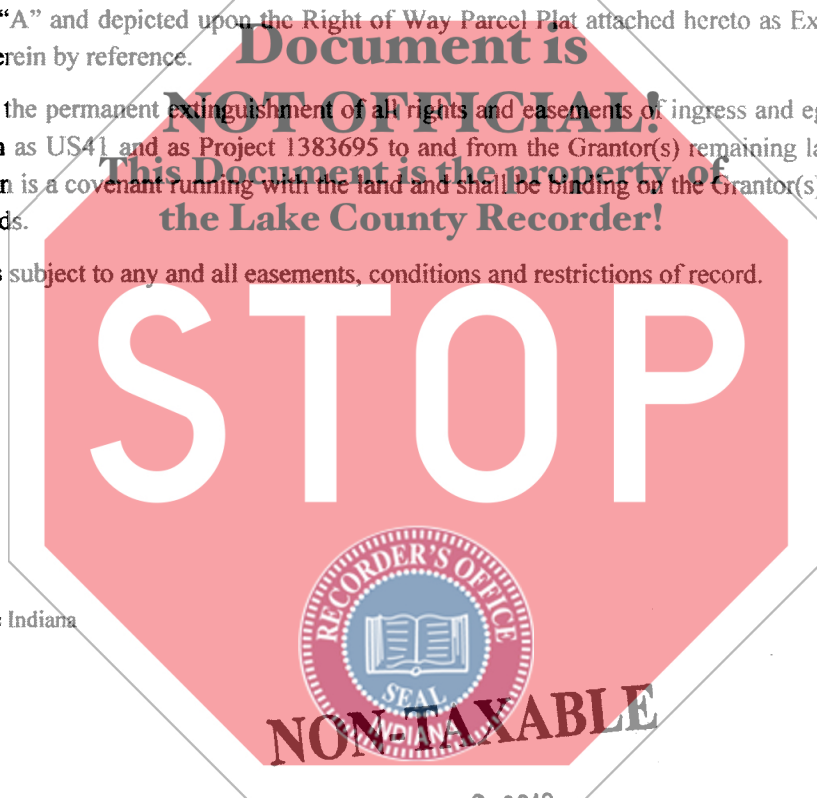 “A” and depicted upon the Right of Way Parcel Plat attached hereto as Ex
erein by reference.
Document is
NOT OFFICIAL!
the permanent extinguishment of all rights and easements of ingress and eg
as US41 and as Project 1383695 to and from the Grantor(s) remaining la
This Document is the property of
n is a covenant running with the land and shall be binding on the Grantor(s)
the Lake County Recorder!
ds.
s subject to any and all easements, conditions and restrictions of record.
STOP
RECORDER'S OFFICE
SEAL
INDIANA
Indiana
NON-TAXABLE